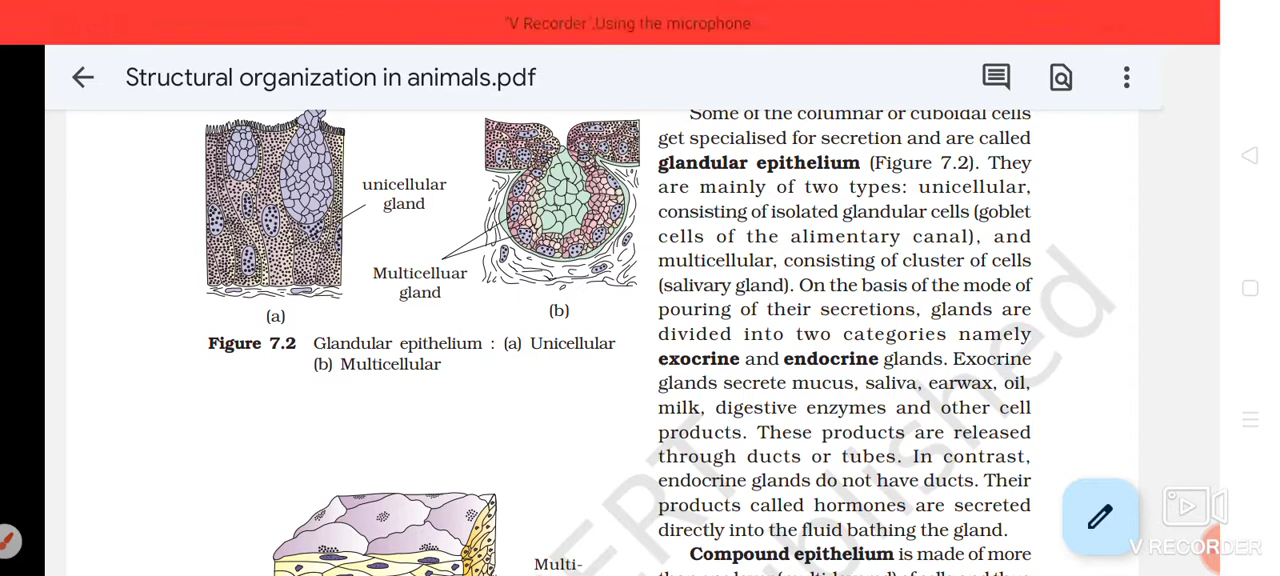 "V Recorder",Using the microphone
Structural organization in animals.pdf
unicellular
gland
Multicelluar
gland
(a)
(b)
Figure 7.2 Glandular epithelium : (a) Unicellular
(b) Multicellular
Multi-
Some of the columnar or cuboidal cells
get specialised for secretion and are called
glandular epithelium (Figure 7.2). They
are mainly of two types: unicellular,
consisting of isolated glandular cells (goblet
cells of the alimentary canal), and
multicellular, consisting of cluster of cells
(salivary gland). On the basis of the mode of
pouring of their secretions, glands are
divided into two categories namely
exocrine and endocrine glands. Exocrine
glands secrete mucus, saliva, earwax, oil,
milk, digestive enzymes and other cell
products. These products are released
through ducts or tubes. In contrast,
endocrine glands do not have ducts. Their
products called hormones are secreted
directly into the fluid bathing the gland.
Compound epithelium is made of more
V RECORDER